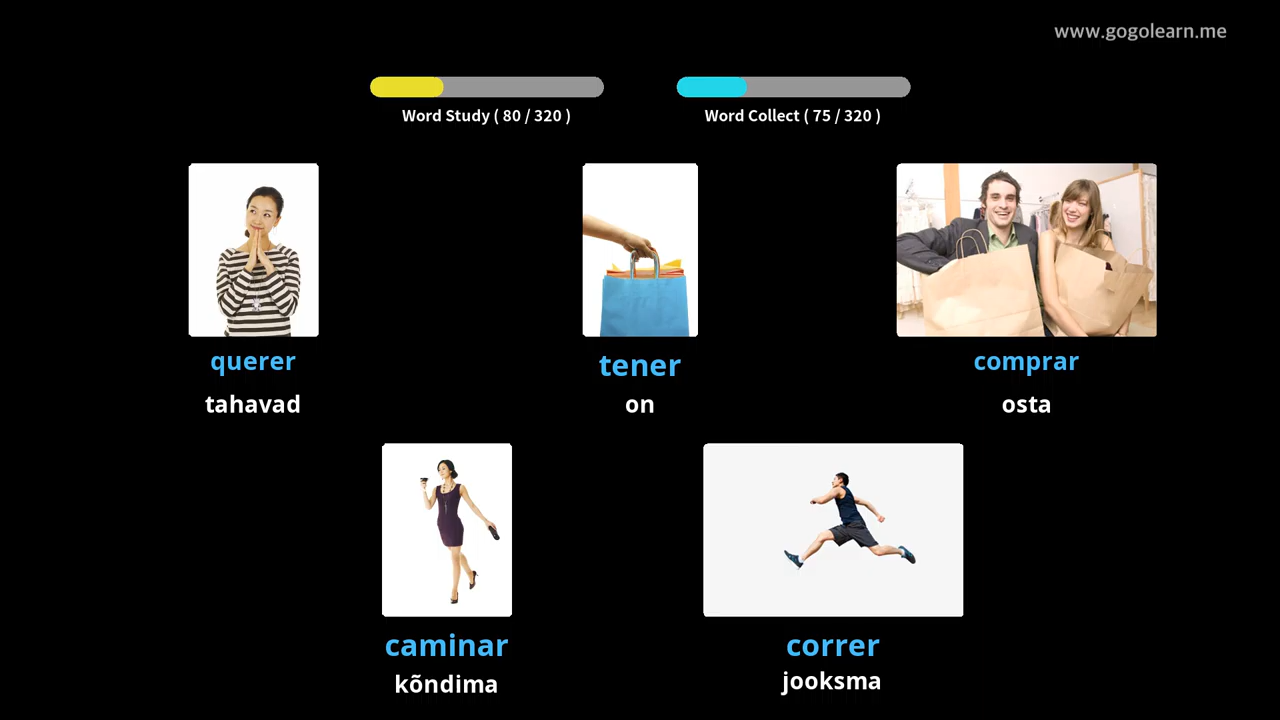 www.gogolearn.me
Word Study ( 80 / 320 )
Word Collect ( 75 / 320 )
querer
tener
comprar
tahavad
on
osta
caminar
correr
kõndima
jooksma